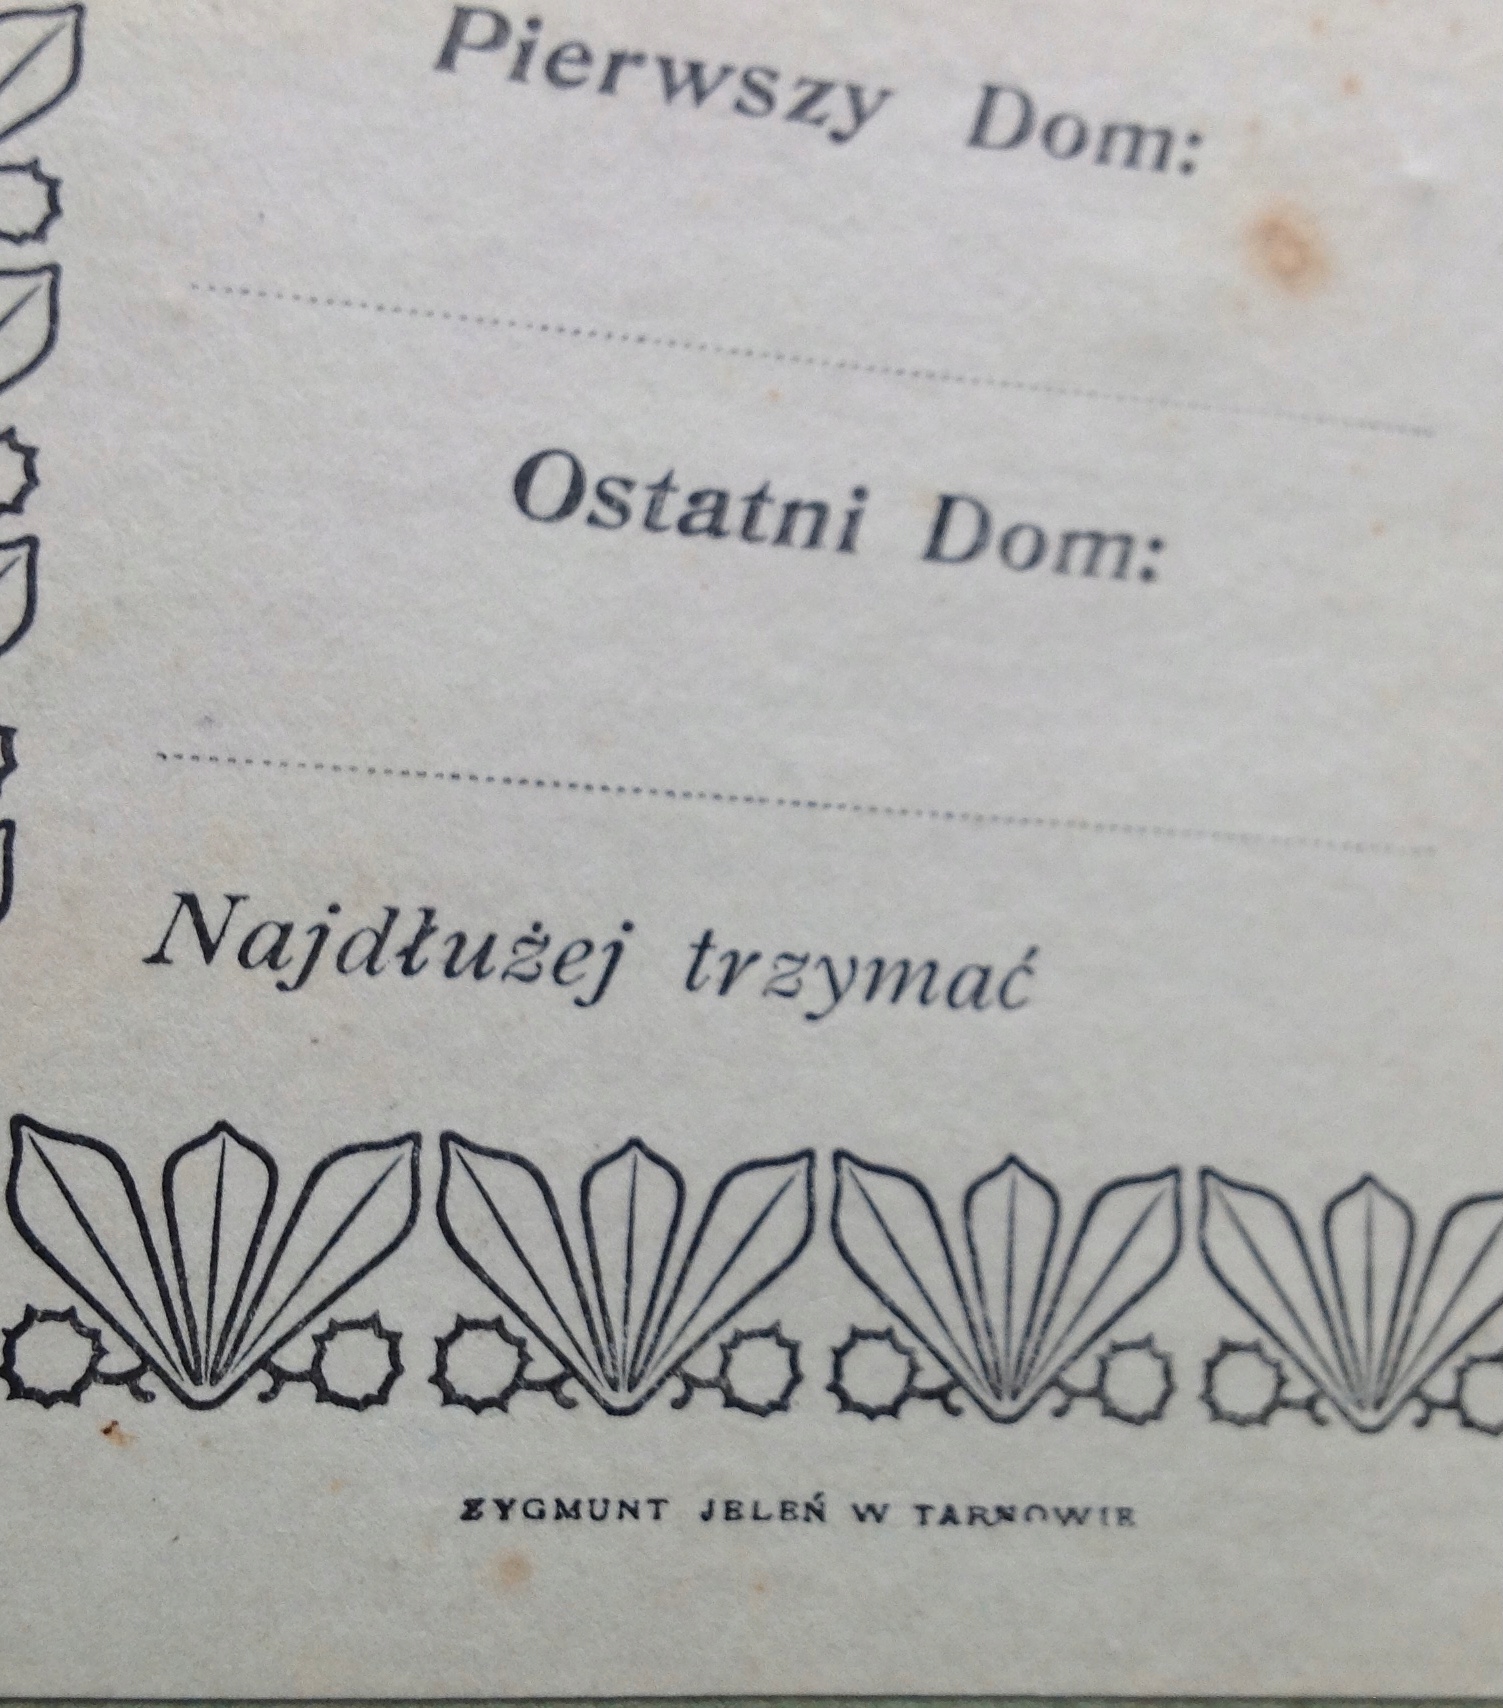 Pierwszy Dom:
Ostatni Dom:
Najdłużej trzymać
ZYGMUNT JELEŃ W TARNOWIE